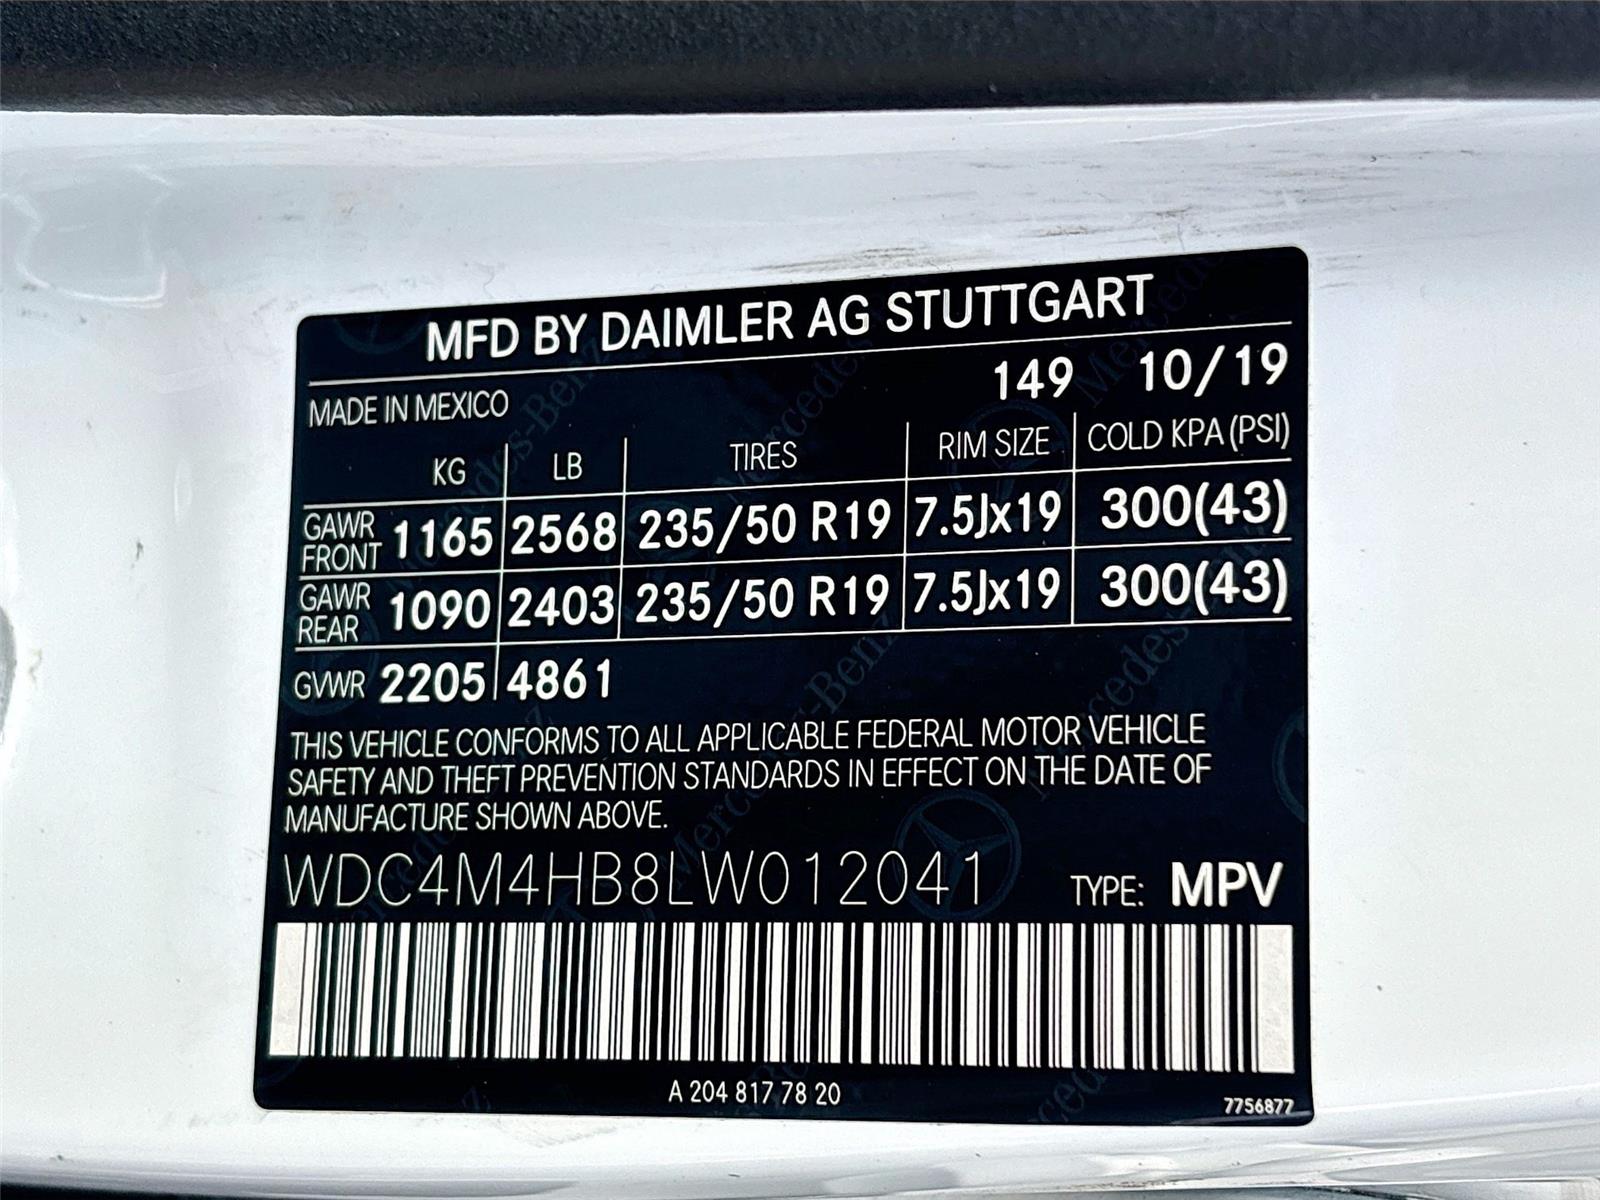 MFD BY DAIMLER AG STUTTGART
MADE IN MEXICO 149 10/19
KG LB TIRES RIM SIZE COLD KPA (PSI)
GAWR FRONT 1165 2568 235/50 R19 7.5Jx19 300(43)
GAWR REAR 1090 2403 235/50 R19 7.5Jx19 300(43)
GVWR 2205 4861
THIS VEHICLE CONFORMS TO ALL APPLICABLE FEDERAL MOTOR VEHICLE
SAFETY AND THEFT PREVENTION STANDARDS IN EFFECT ON THE DATE OF
MANUFACTURE SHOWN ABOVE.
WDC4M4HB8LW012041 TYPE: MPV
A 204 817 78 20
7756877